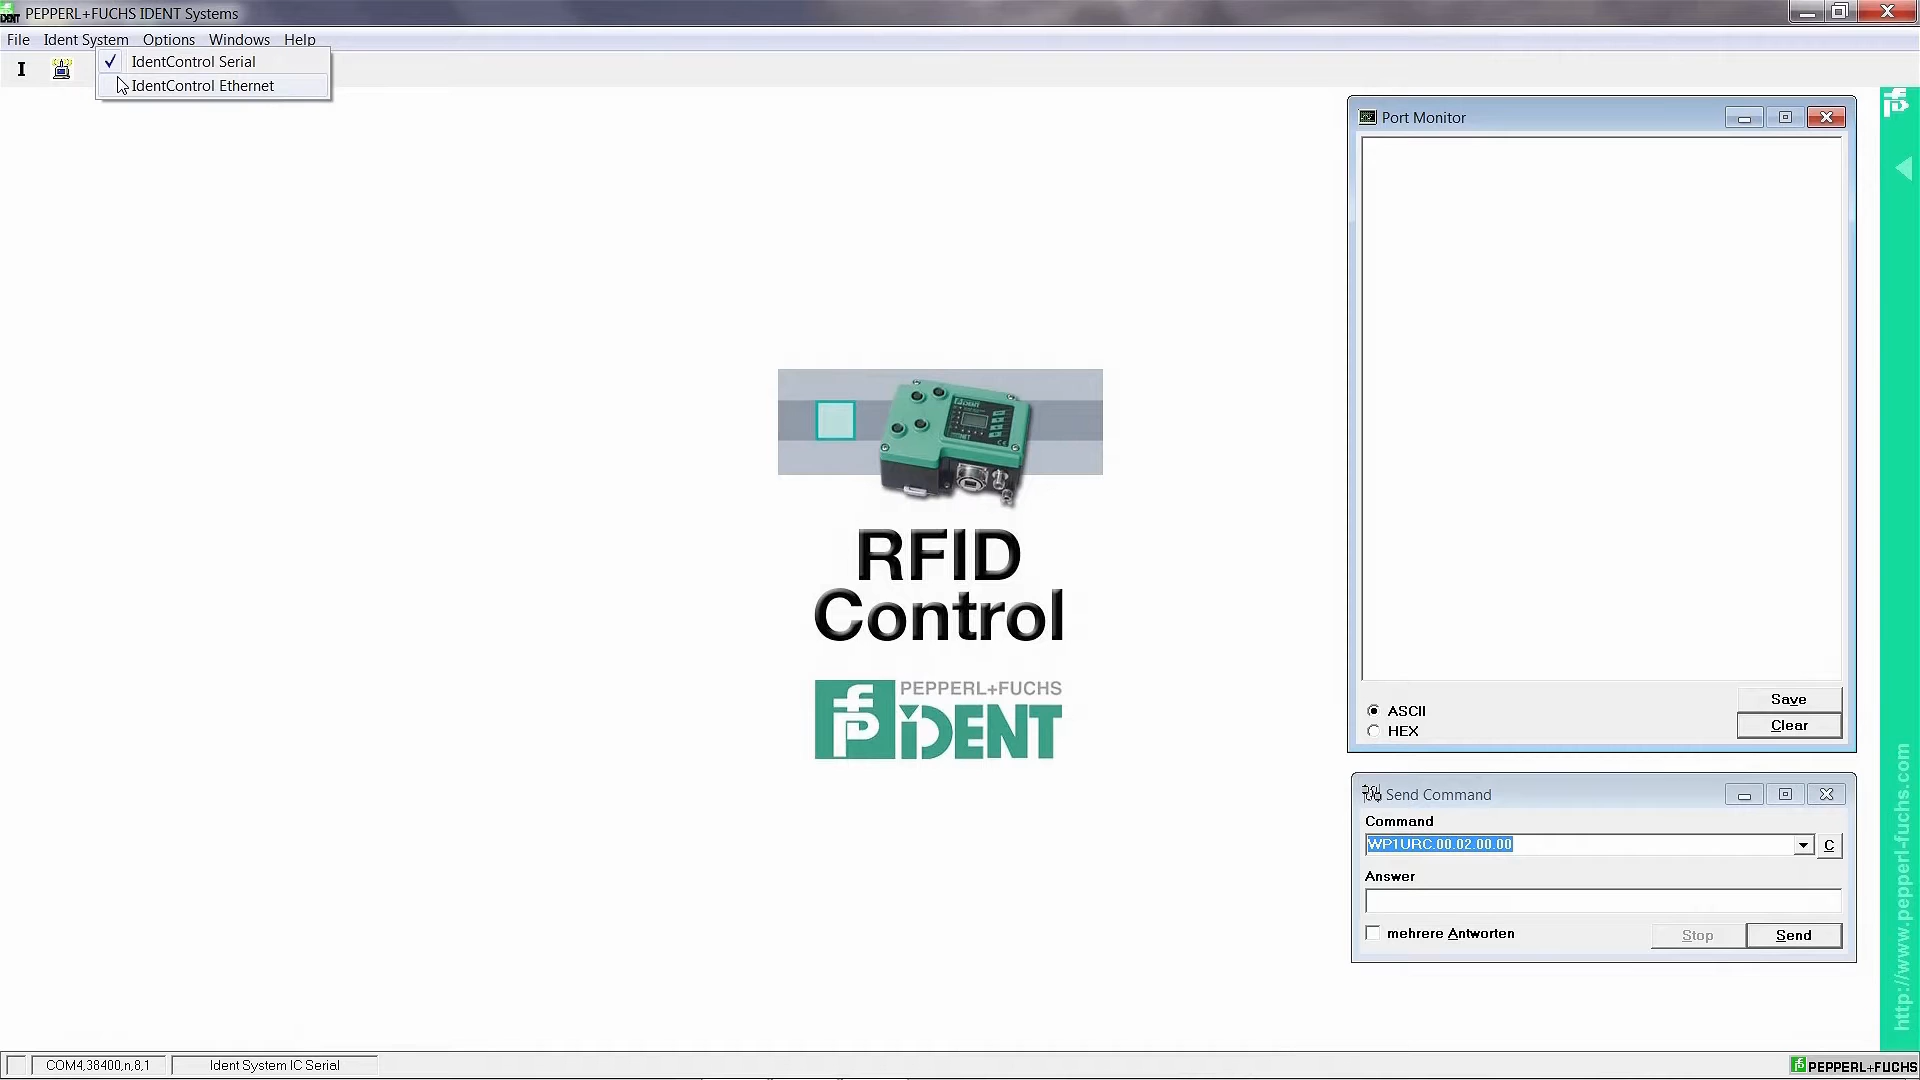 PEPPERL+FUCHS IDENT Systems
File Ident System Options Windows Help
IdentControl Serial
IdentControl Ethernet
Port Monitor
ASCII
HEX
Save
Clear
RFID
Control
PEPPERL+FUCHS
IDENT
Send Command
Command
WP1URC.00.02.00.00
C
Answer
mehrere Antworten
Stop
Send
http://www.pepperl-fuchs.com
COM4,38400,n,8,1
Ident System IC Serial
PEPPERL+FUCHS